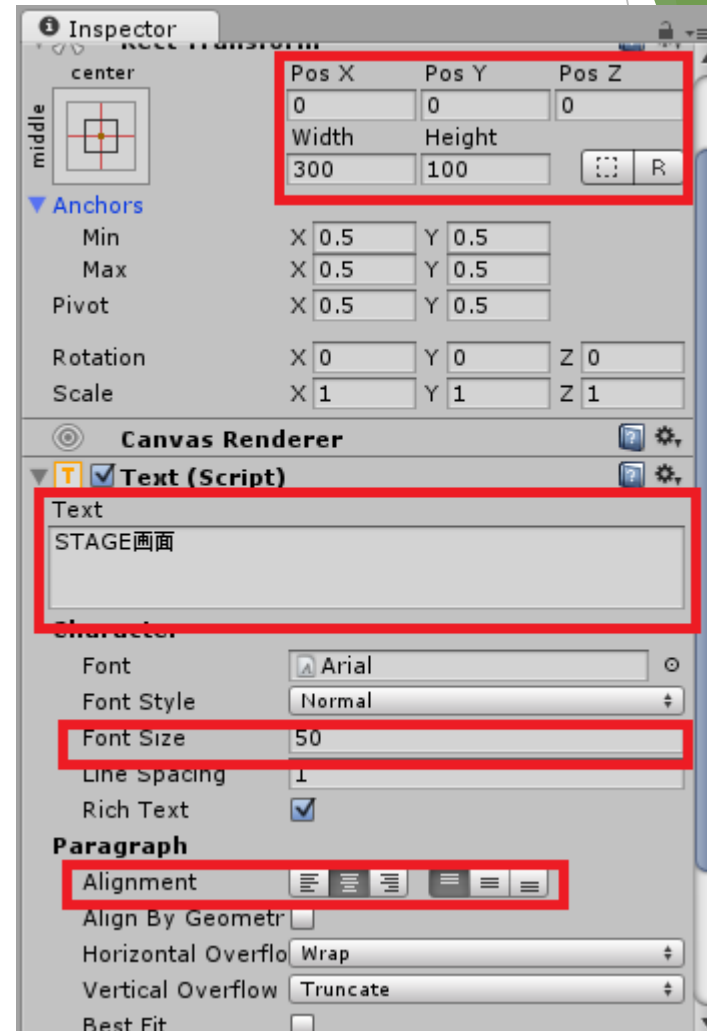 Inspector
Rect Transform
center Pos X Pos Y Pos Z
middle 0 0 0
Width Height
300 100 R
Anchors
Min X 0.5 Y 0.5
Max X 0.5 Y 0.5
Pivot X 0.5 Y 0.5
Rotation X 0 Y 0 Z 0
Scale X 1 Y 1 Z 1
Canvas Renderer
T Text (Script)
Text
STAGE画面
Character
Font Arial
Font Style Normal
Font Size 50
Line Spacing 1
Rich Text
Paragraph
Alignment
Align By Geometr
Horizontal Overflo Wrap
Vertical Overflow Truncate
Best Fit